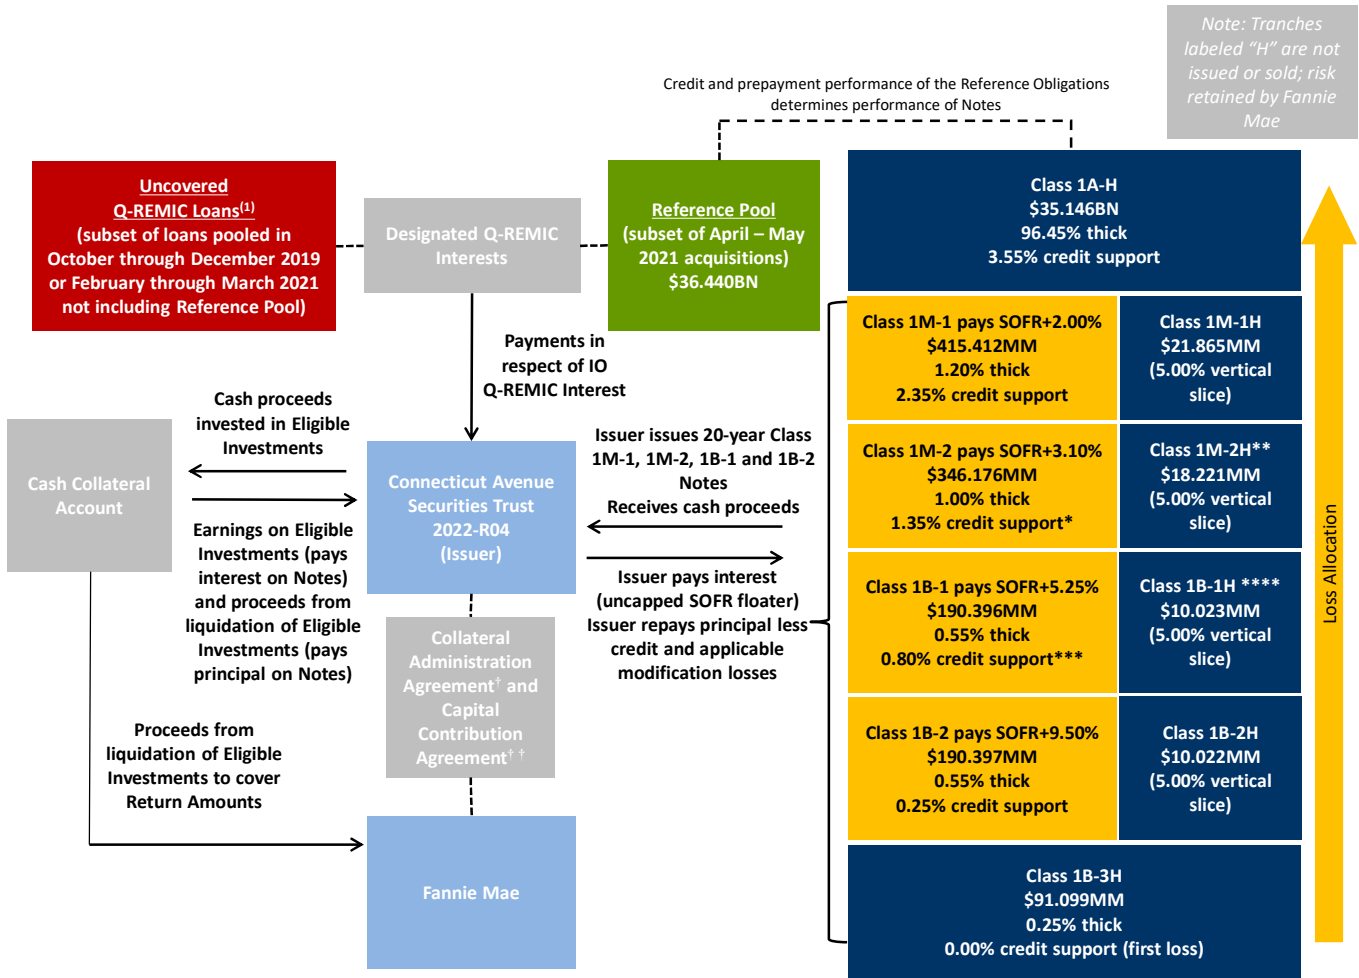 Note: Tranches
labeled “H” are not
issued or sold; risk
retained by Fannie
Mae
Credit and prepayment performance of the Reference Obligations
determines performance of Notes
Uncovered
Q-REMIC Loans(1)
(subset of loans pooled in
October through December 2019
or February through March 2021
not including Reference Pool)
Designated Q-REMIC
Interests
Reference Pool
(subset of April – May
2021 acquisitions)
$36.440BN
Class 1A-H
$35.146BN
96.45% thick
3.55% credit support
Payments in
respect of IO
Q-REMIC Interest
Class 1M-1 pays SOFR+2.00%
$415.412MM
1.20% thick
2.35% credit support
Class 1M-1H
$21.865MM
(5.00% vertical
slice)
Cash proceeds
invested in Eligible
Investments
Cash Collateral
Account
Connecticut Avenue
Securities Trust
2022-R04
(Issuer)
Issuer issues 20-year Class
1M-1, 1M-2, 1B-1 and 1B-2
Notes
Receives cash proceeds
Class 1M-2 pays SOFR+3.10%
$346.176MM
1.00% thick
1.35% credit support*
Class 1M-2H**
$18.221MM
(5.00% vertical
slice)
Earnings on Eligible
Investments (pays
interest on Notes)
and proceeds from
liquidation of Eligible
Investments (pays
principal on Notes)
Issuer pays interest
(uncapped SOFR floater)
Issuer repays principal less
credit and applicable
modification losses
Class 1B-1 pays SOFR+5.25%
$190.396MM
0.55% thick
0.80% credit support***
Class 1B-1H ****
$10.023MM
(5.00% vertical
slice)
Loss Allocation
Collateral
Administration
Agreement† and
Capital
Contribution
Agreement† †
Proceeds from
liquidation of Eligible
Investments to cover
Return Amounts
Class 1B-2 pays SOFR+9.50%
$190.397MM
0.55% thick
0.25% credit support
Class 1B-2H
$10.022MM
(5.00% vertical
slice)
Fannie Mae
Class 1B-3H
$91.099MM
0.25% thick
0.00% credit support (first loss)